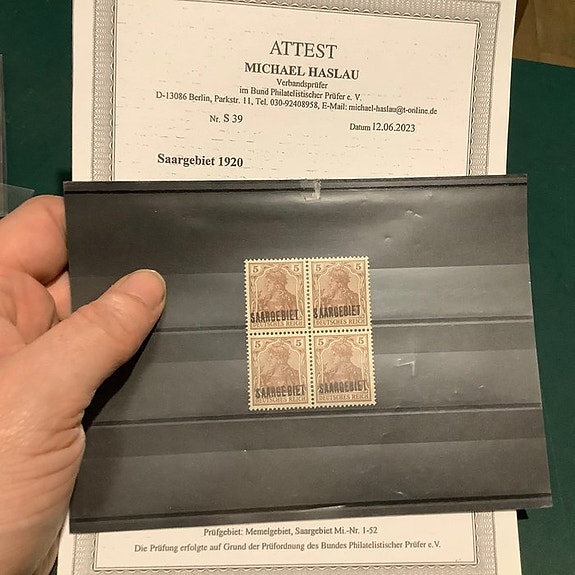 ATTEST
MICHAEL HASLAU
Verbandsprüfer
im Bund Philatelistischer Prüfer e. V.
D-13086 Berlin, Parkstr. 11, Tel. 030-92408958, E-Mail: michael-haslau@t-online.de
Nr. S 39
Datum 12.06.2023
Saargebiet 1920
5 5 5 5
SAARGEBIET SAARGEBIET
DEUTSCHES REICH DEUTSCHES REICH
5 5 5 5
SAARGEBIET SAARGEBIET
DEUTSCHES REICH DEUTSCHES REICH
Prüfgebiet: Memelgebiet, Saargebiet Mi.-Nr. 1-52
Die Prüfung erfolgte auf Grund der Prüfordnung des Bundes Philatelistischer Prüfer e.V.